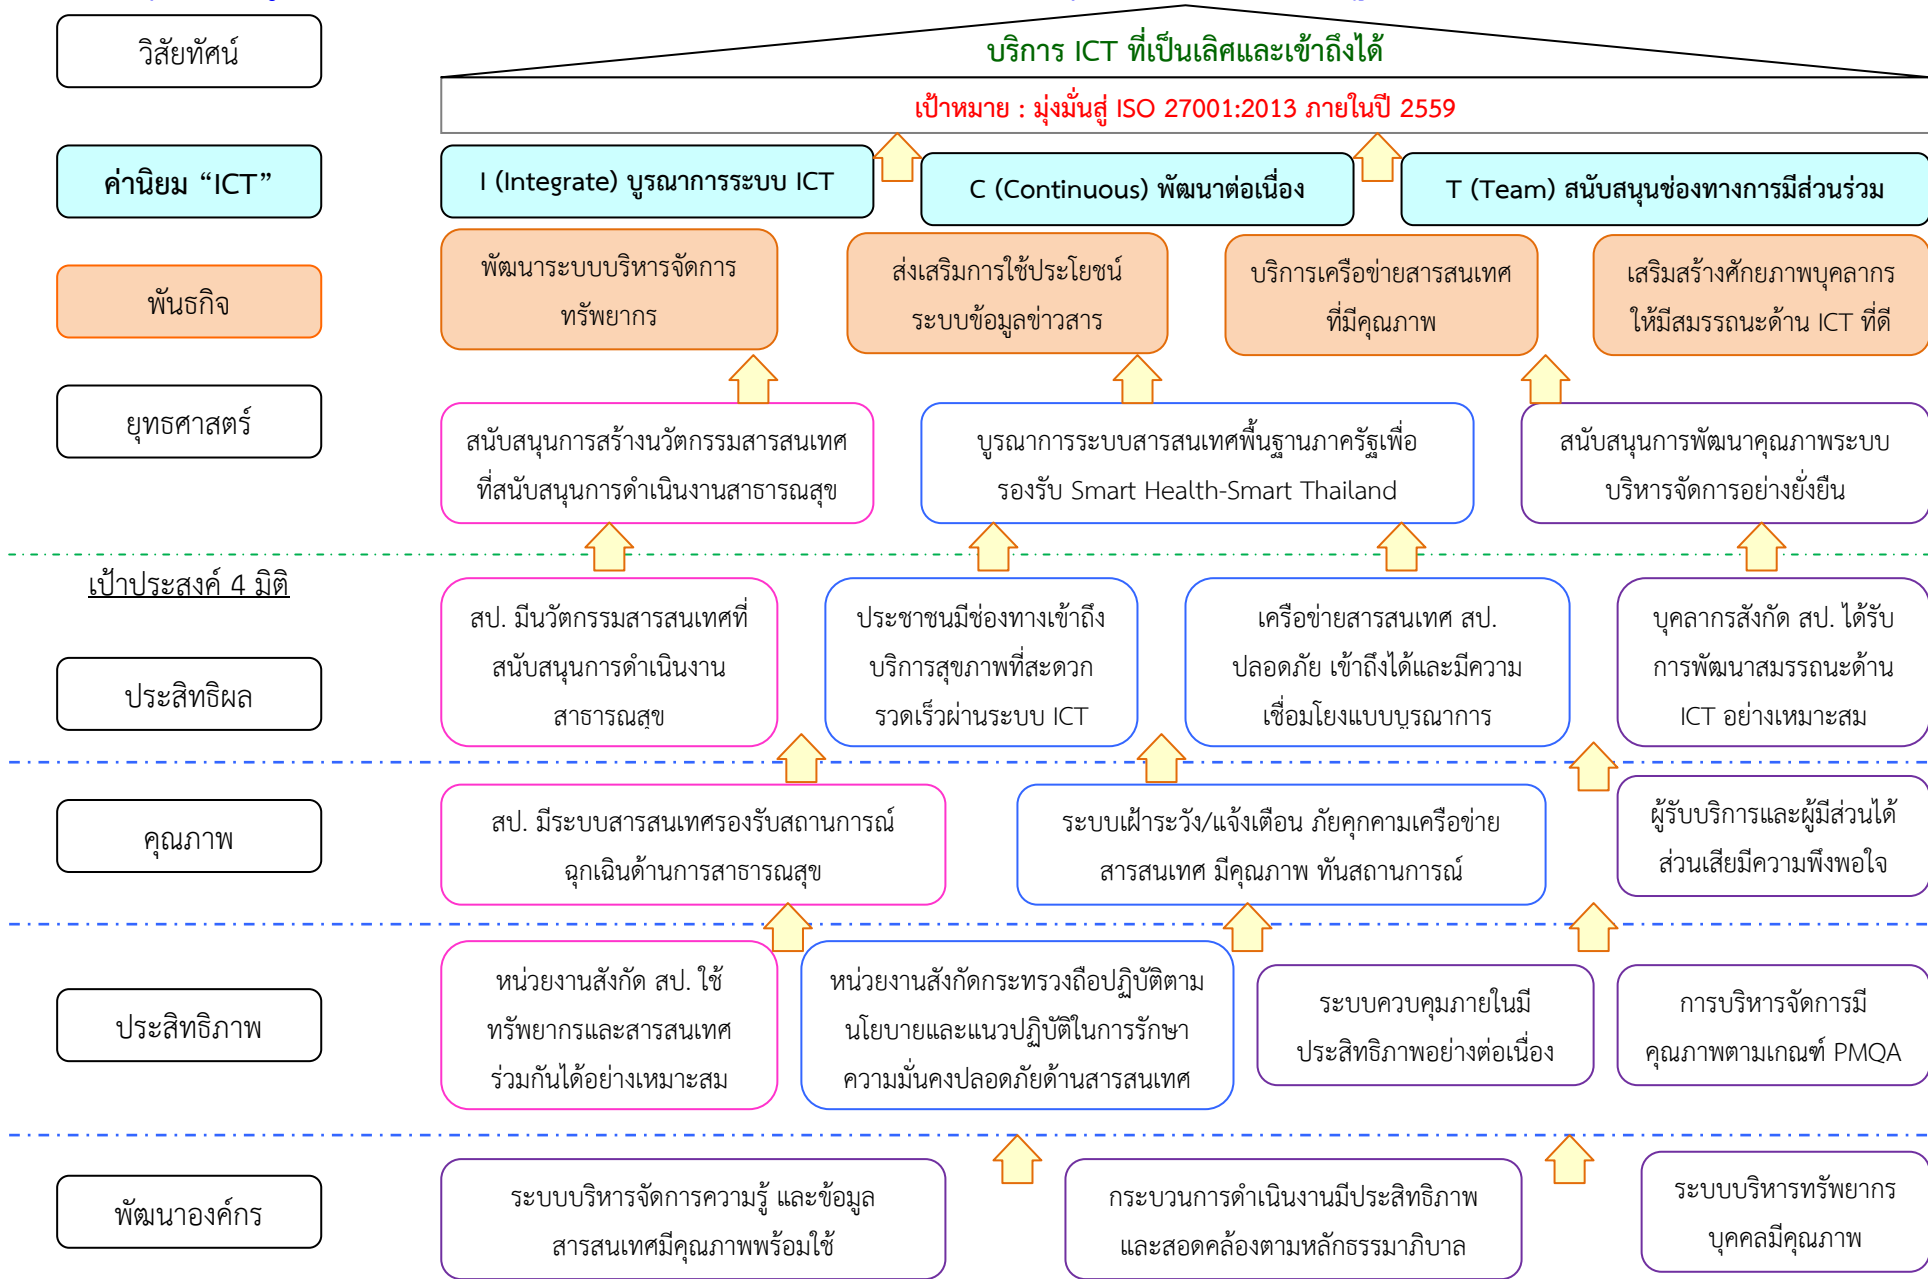 วิสัยทัศน์
บริการ ICT ที่เป็นเลิศและเข้าถึงได้
เป้าหมาย : มุ่งมั่นสู่ ISO 27001:2013 ภายในปี 2559
ค่านิยม “ICT”
I (Integrate) บูรณาการระบบ ICT
C (Continuous) พัฒนาต่อเนื่อง
T (Team) สนับสนุนช่องทางการมีส่วนร่วม
พันธกิจ
พัฒนาระบบบริหารจัดการ
ทรัพยากร
ส่งเสริมการใช้ประโยชน์
ระบบข้อมูลข่าวสาร
บริการเครือข่ายสารสนเทศ
ที่มีคุณภาพ
เสริมสร้างศักยภาพบุคลากร
ให้มีสมรรถนะด้าน ICT ที่ดี
ยุทธศาสตร์
สนับสนุนการสร้างนวัตกรรมสารสนเทศ
ที่สนับสนุนการดำเนินงานสาธารณสุข
บูรณาการระบบสารสนเทศพื้นฐานภาครัฐเพื่อ
รองรับ Smart Health-Smart Thailand
สนับสนุนการพัฒนาคุณภาพระบบ
บริหารจัดการอย่างยั่งยืน
เป้าประสงค์ 4 มิติ
ประสิทธิผล
สป. มีนวัตกรรมสารสนเทศที่
สนับสนุนการดำเนินงาน
สาธารณสุข
ประชาชนมีช่องทางเข้าถึง
บริการสุขภาพที่สะดวก
รวดเร็วผ่านระบบ ICT
เครือข่ายสารสนเทศ สป.
ปลอดภัย เข้าถึงได้และมีความ
เชื่อมโยงแบบบูรณาการ
บุคลากรสังกัด สป. ได้รับ
การพัฒนาสมรรถนะด้าน
ICT อย่างเหมาะสม
คุณภาพ
สป. มีระบบสารสนเทศรองรับสถานการณ์
ฉุกเฉินด้านการสาธารณสุข
ระบบเฝ้าระวัง/แจ้งเตือน ภัยคุกคามเครือข่าย
สารสนเทศ มีคุณภาพ ทันสถานการณ์
ผู้รับบริการและผู้มีส่วนได้
ส่วนเสียมีความพึงพอใจ
ประสิทธิภาพ
หน่วยงานสังกัด สป. ใช้
ทรัพยากรและสารสนเทศ
ร่วมกันได้อย่างเหมาะสม
หน่วยงานสังกัดกระทรวงถือปฏิบัติตาม
นโยบายและแนวปฏิบัติในการรักษา
ความมั่นคงปลอดภัยด้านสารสนเทศ
ระบบควบคุมภายในมี
ประสิทธิภาพอย่างต่อเนื่อง
การบริหารจัดการมี
คุณภาพตามเกณฑ์ PMQA
พัฒนาองค์กร
ระบบบริหารจัดการความรู้ และข้อมูล
สารสนเทศมีคุณภาพพร้อมใช้
กระบวนการดำเนินงานมีประสิทธิภาพ
และสอดคล้องตามหลักธรรมาภิบาล
ระบบบริหารทรัพยากร
บุคคลมีคุณภาพ